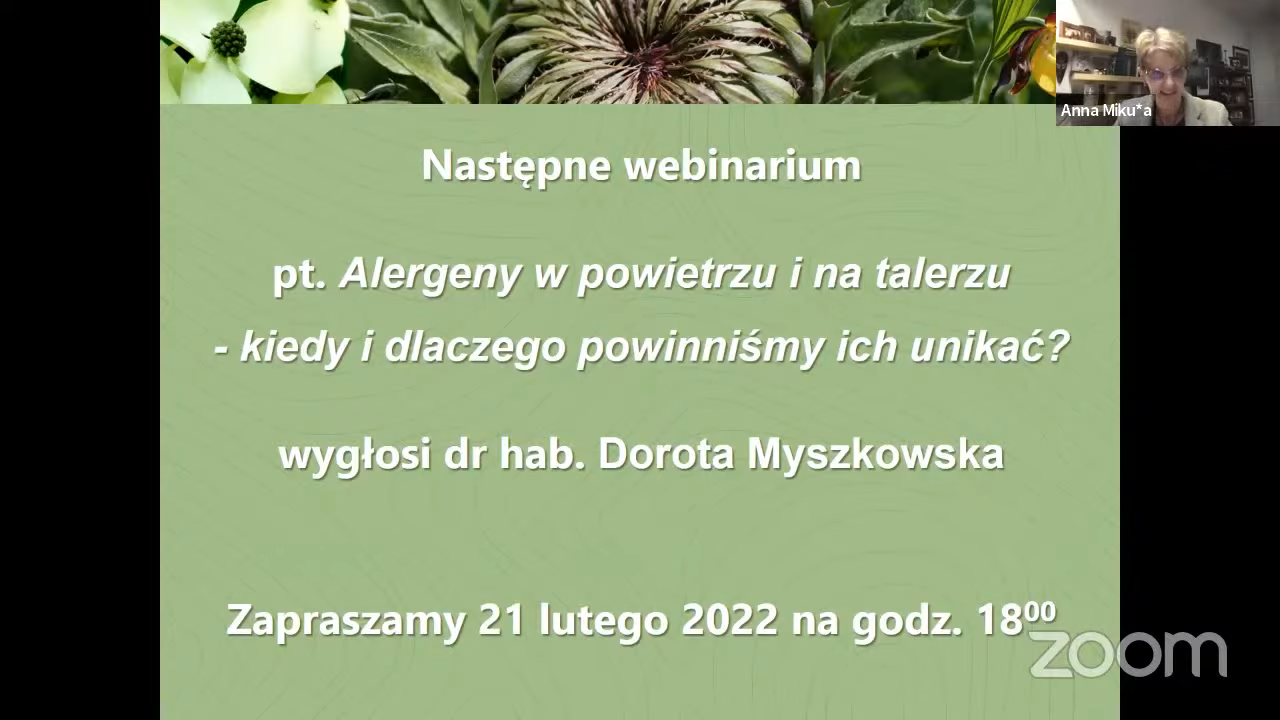 Anna Miku*a
Następne webinarium
pt. Alergeny w powietrzu i na talerzu
- kiedy i dlaczego powinniśmy ich unikać?
wygłosi dr hab. Dorota Myszkowska
Zapraszamy 21 lutego 2022 na godz. 18⁰⁰
zoom